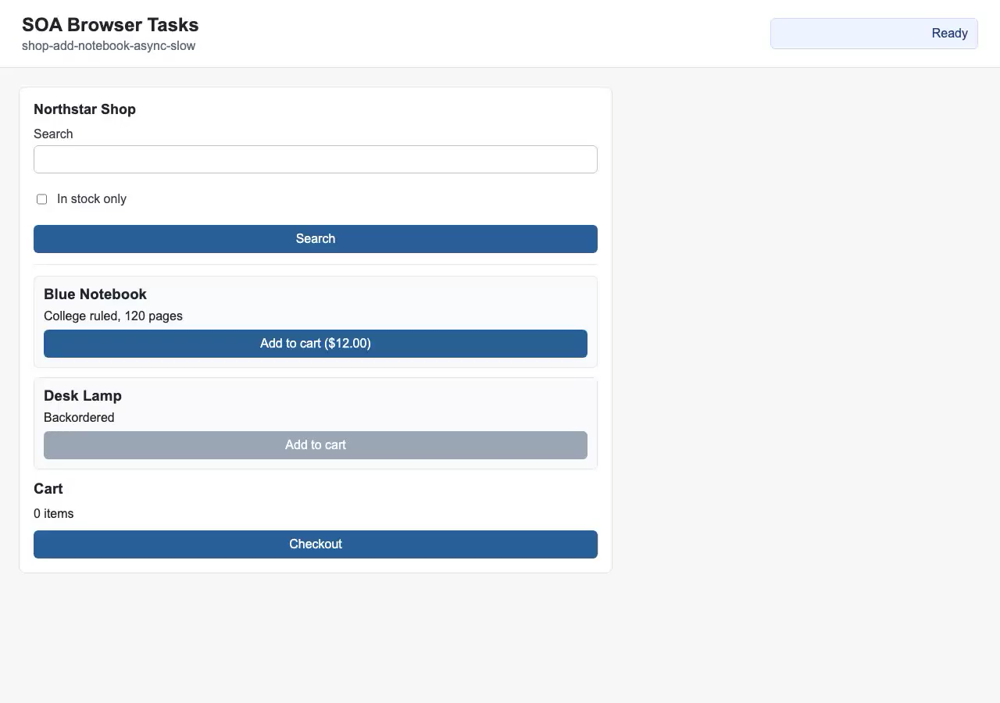 SOA Browser Tasks
shop-add-notebook-async-slow
Ready
Northstar Shop
Search
In stock only
Search
Blue Notebook
College ruled, 120 pages
Add to cart ($12.00)
Desk Lamp
Backordered
Add to cart
Cart
0 items
Checkout